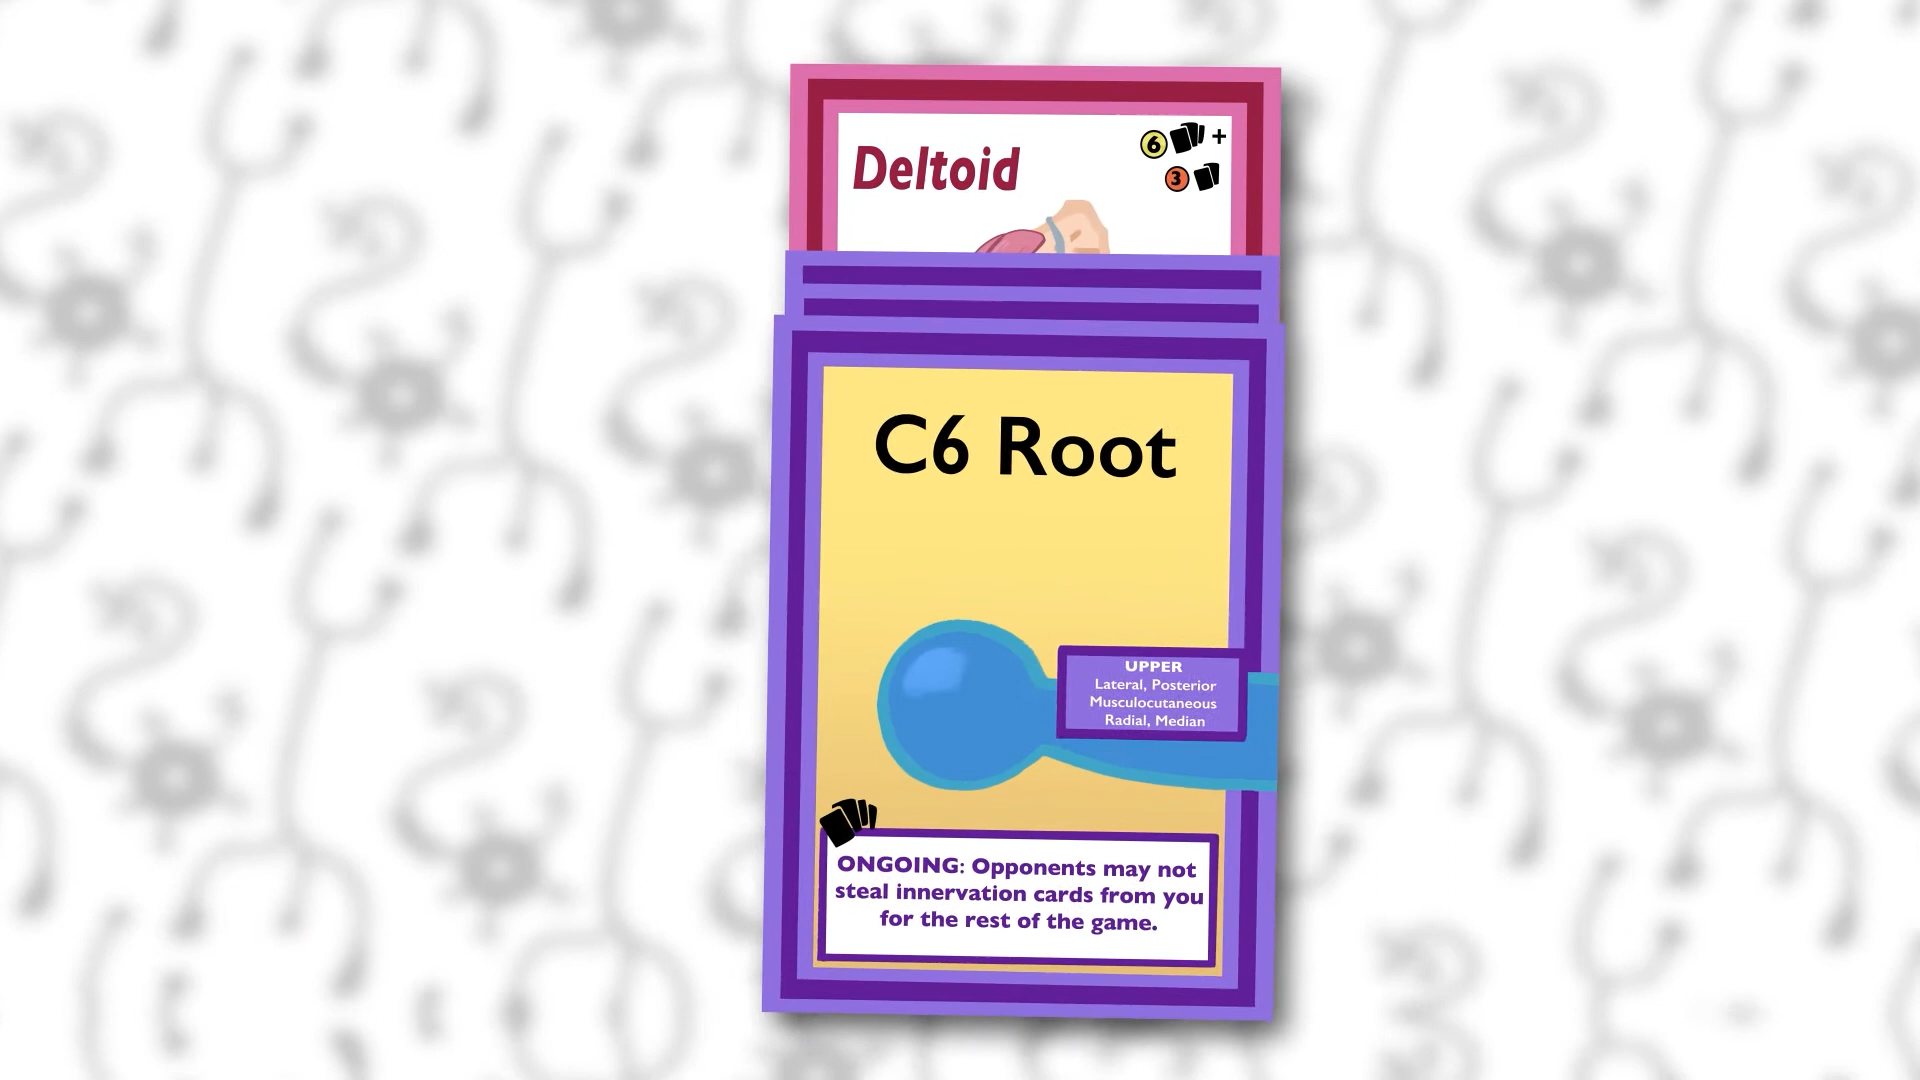 Deltoid
6 +
3
C6 Root
UPPER
Lateral, Posterior
Musculocutaneous
Radial, Median
ONGOING: Opponents may not
steal innervation cards from you
for the rest of the game.